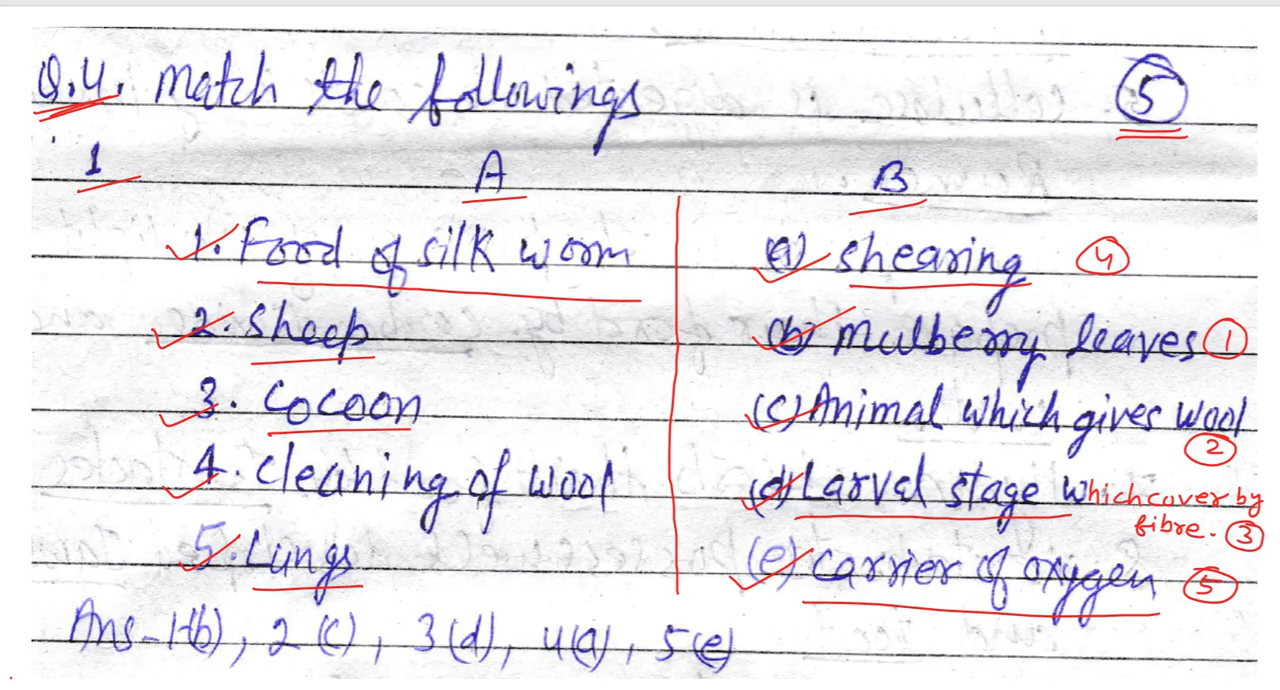 Q.4. Match the followings ⑤
1 A B
1. Food of silk worm (a) shearing ④
2. Sheep (b) Mulberry leaves ①
3. Cocoon (c) Animal which gives wool ②
4. Cleaning of wool (d) Larval stage which cover by fibre. ③
5. Lungs (e) carrier of oxygen ⑤
Ans - 1(b), 2(c), 3(d), 4(a), 5(e)